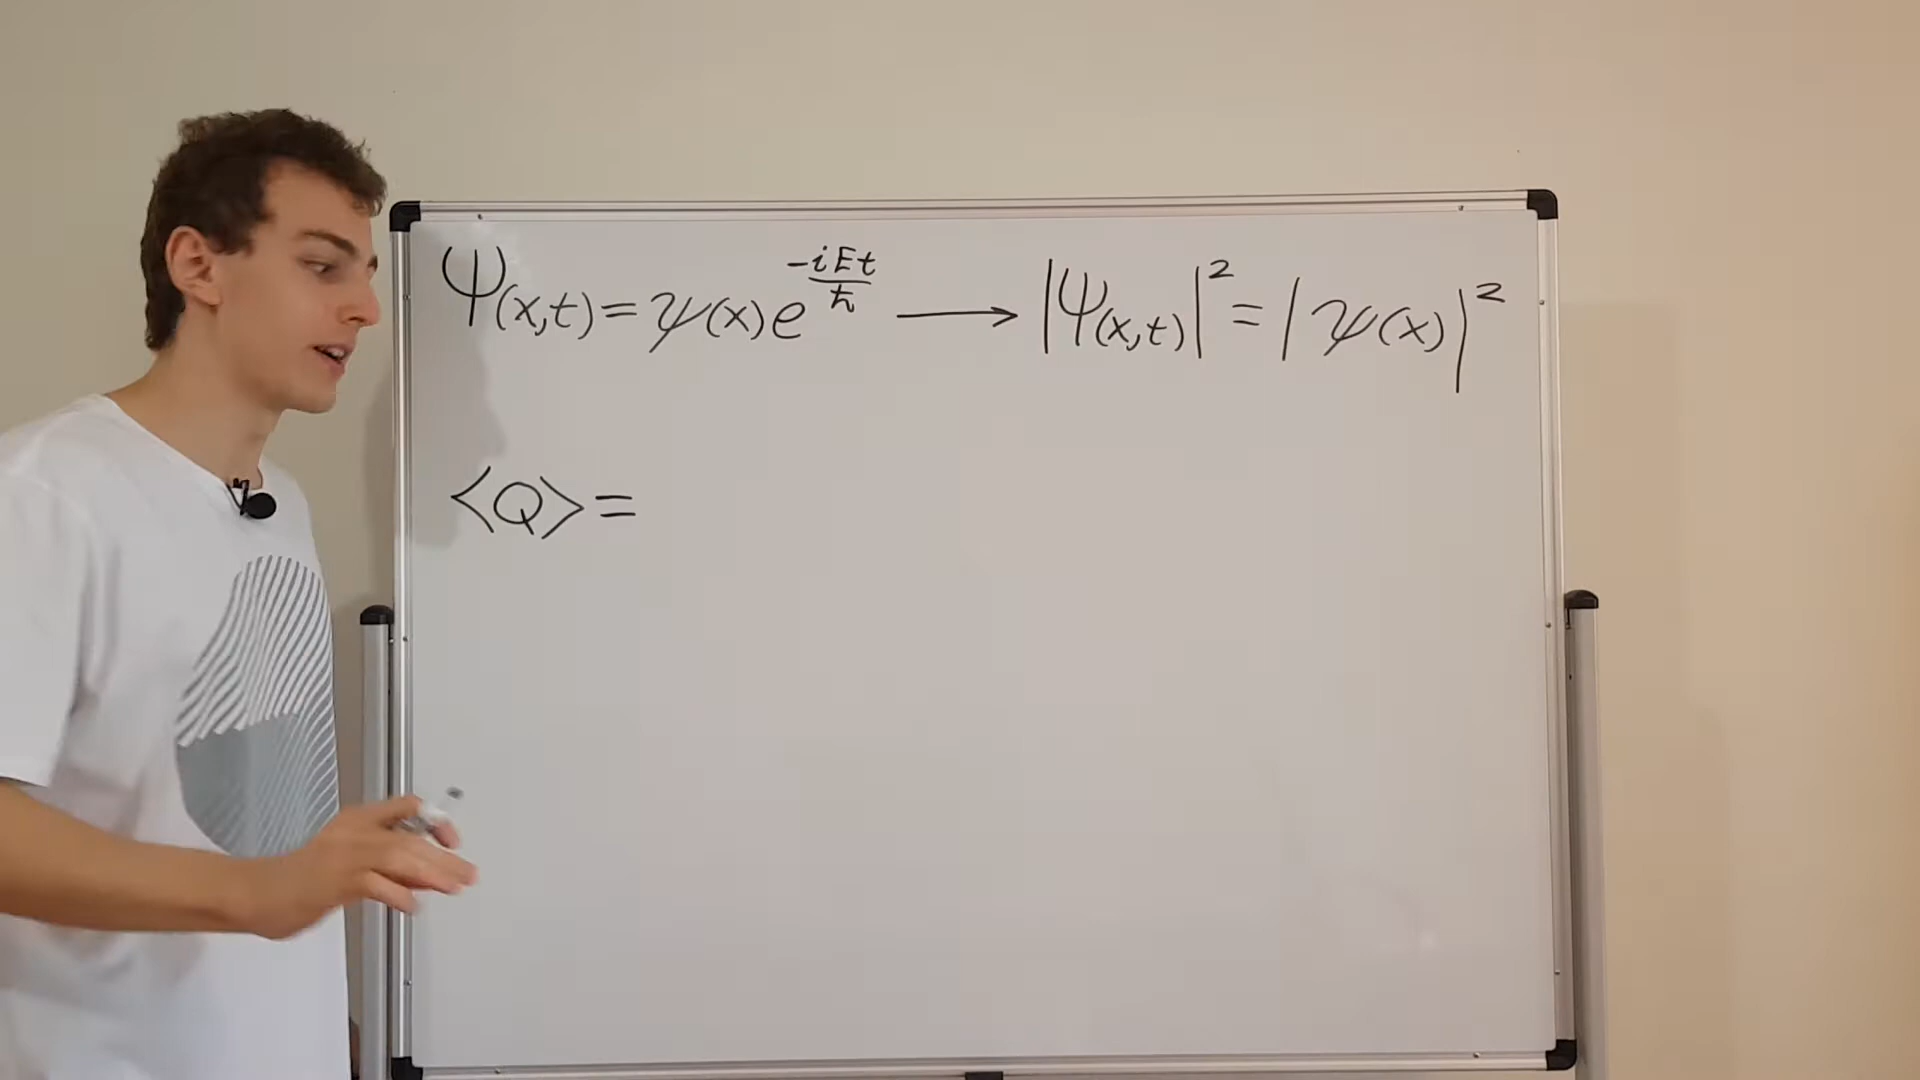 Ψ(x,t) = ψ(x)e^{-iEt/ħ} ⟶ |Ψ(x,t)|² = |ψ(x)|²
⟨Q⟩ =